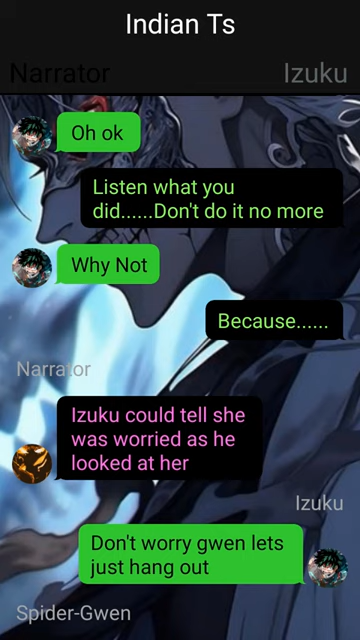 Indian Ts
Narrator
Izuku
Oh ok
Listen what you
did......Don't do it no more
Why Not
Because......
Narrator
Izuku could tell she
was worried as he
looked at her
Izuku
Don't worry gwen lets
just hang out
Spider-Gwen